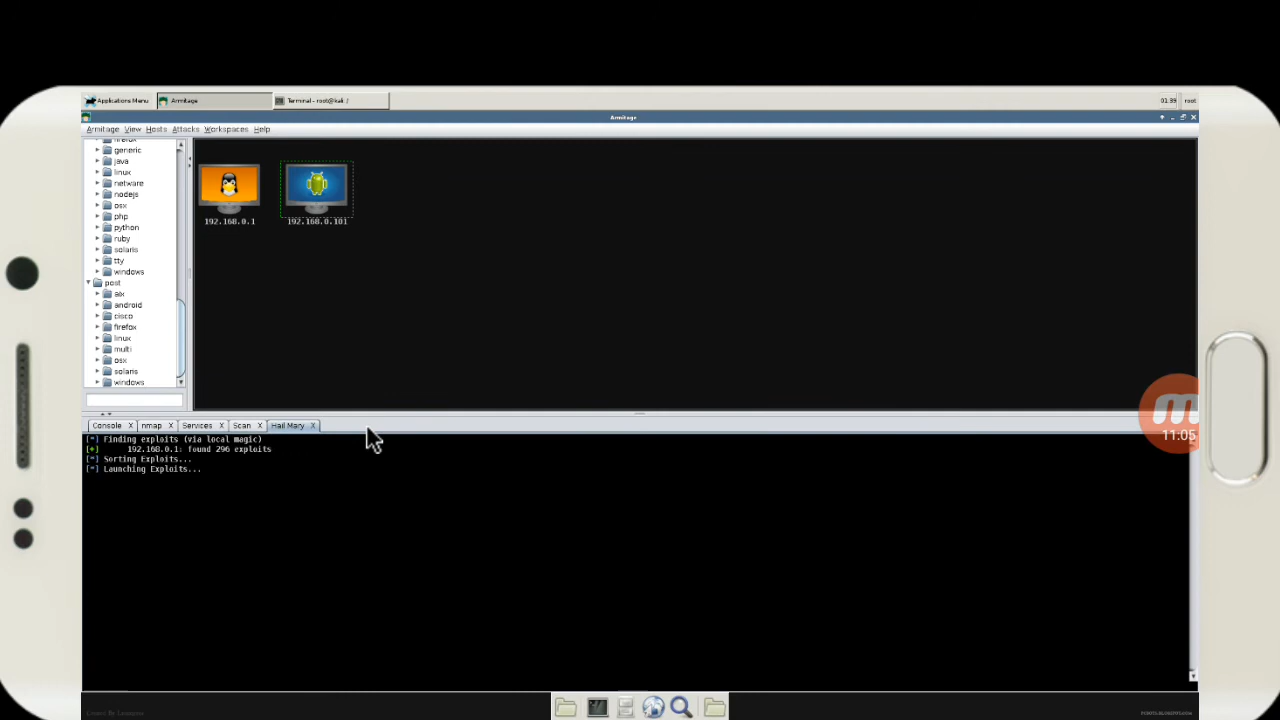 Applications Menu
Armitage
Terminal - root@kali: /
01:39
root
Armitage
Armitage View Hosts Attacks Workspaces Help
firefox
generic
java
linux
netware
nodejs
osx
php
python
ruby
solaris
tty
windows
post
aix
android
cisco
firefox
linux
multi
osx
solaris
windows
192.168.0.1
192.168.0.101
11:05
Console X
nmap X
Services X
Scan X
Hail Mary X
[*] Finding exploits (via local magic)
[+] 192.168.0.1: found 296 exploits
[*] Sorting Exploits...
[*] Launching Exploits...